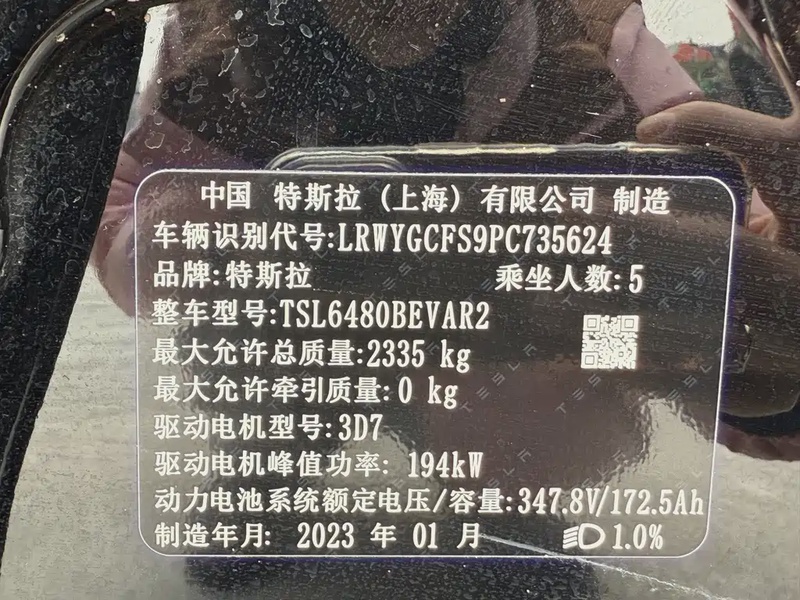 中国 特斯拉 (上海) 有限公司 制造
车辆识别代号:LRWYGCFS9PC735624
品牌:特斯拉 乘坐人数:5
整车型号:TSL6480BEVAR2
最大允许总质量:2335 kg
最大允许牵引质量:0 kg
驱动电机型号:3D7
驱动电机峰值功率: 194kW
动力电池系统额定电压/容量:347.8V/172.5Ah
制造年月: 2023 年 01 月 1.0%
TESLA